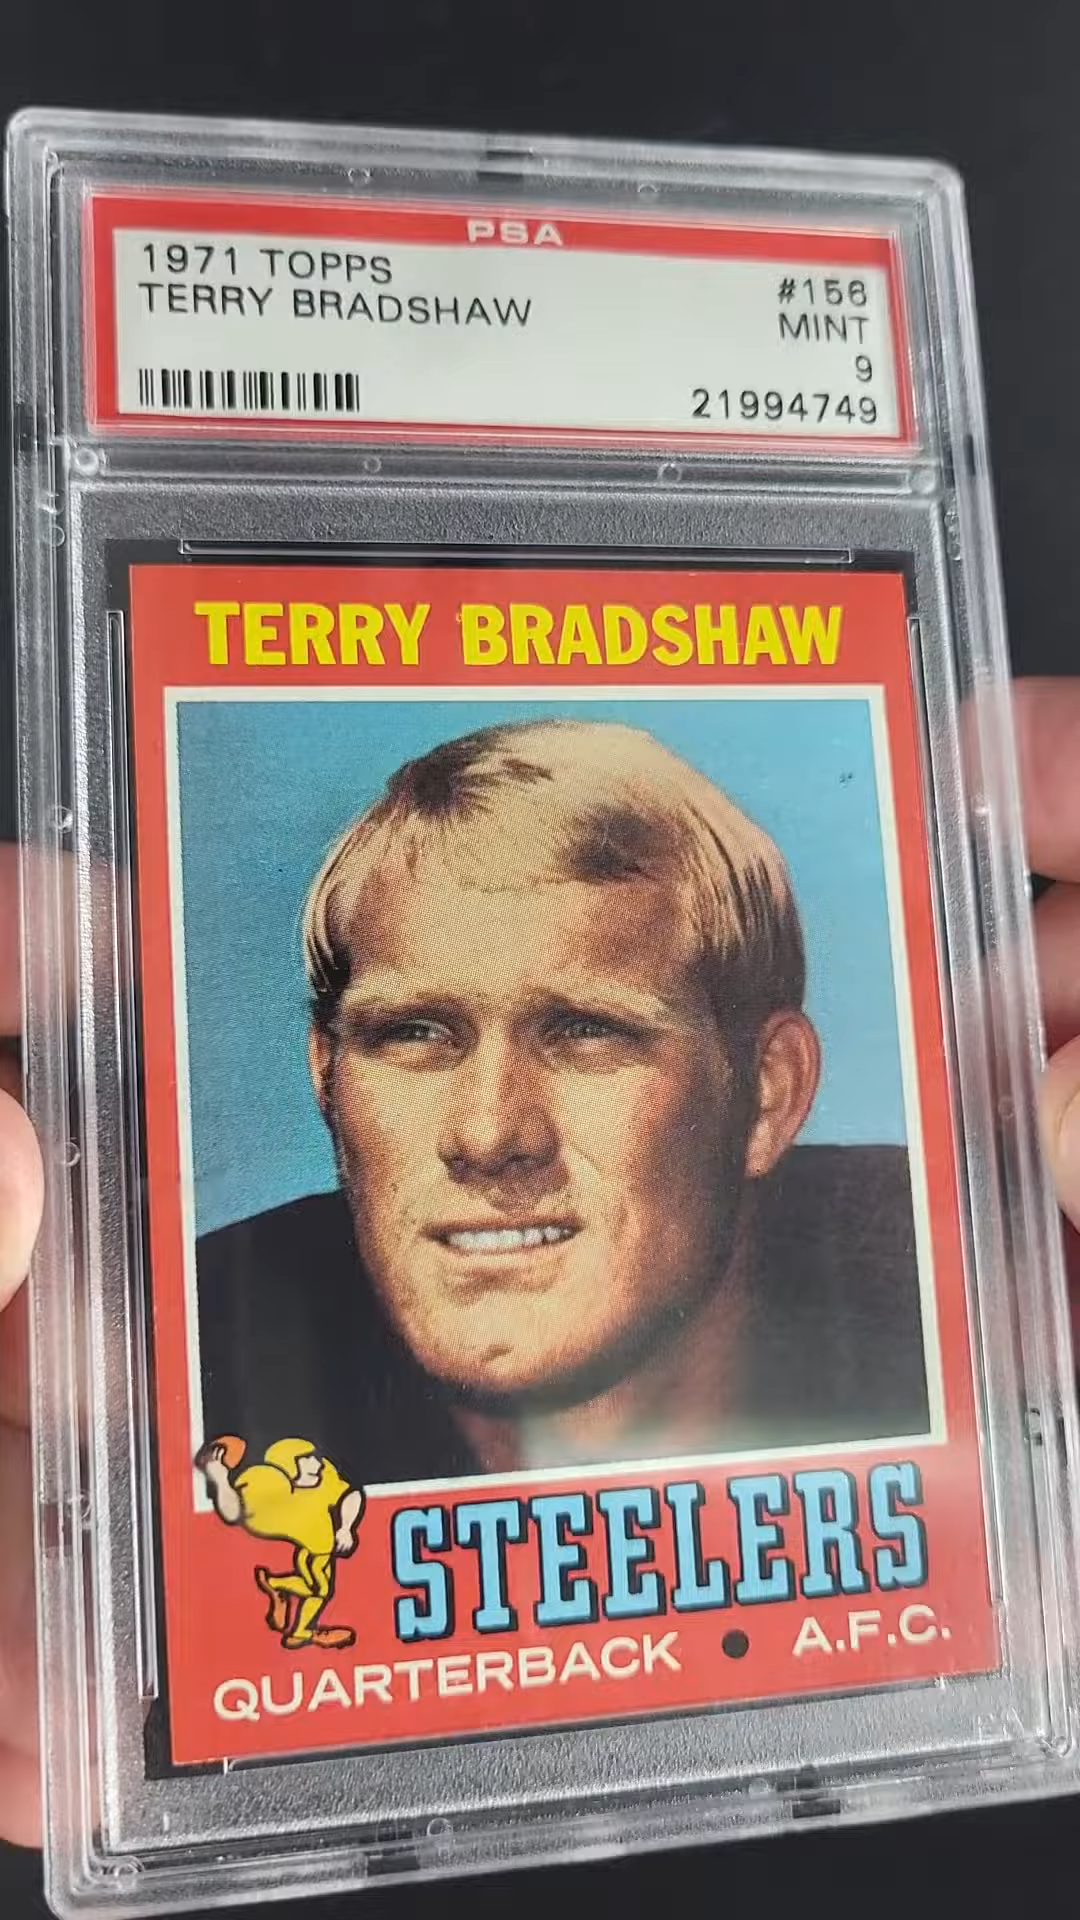 PSA
1971 TOPPS
TERRY BRADSHAW
#156
MINT
9
21994749
TERRY BRADSHAW
STEELERS
QUARTERBACK • A.F.C.